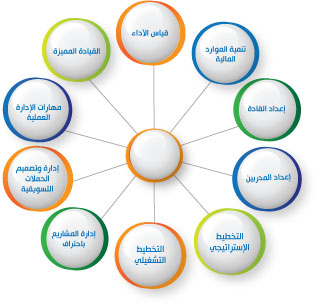 قياس الأداء
تنمية الموارد
المالية
إعداد القادة
إعداد المدربين
التخطيط
الإستراتيجي
التخطيط
التشغيلي
إدارة المشاريع
باحتراف
إدارة وتصميم
الحملات
التسويقية
مهارات الإدارة
العملية
القيادة المميزة